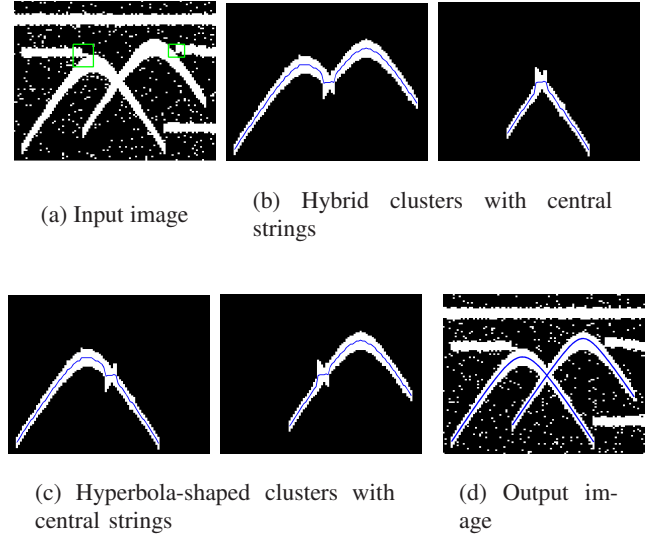 (a) Input image
(b) Hybrid clusters with central
strings
(c) Hyperbola-shaped clusters with
central strings
(d) Output im-
age